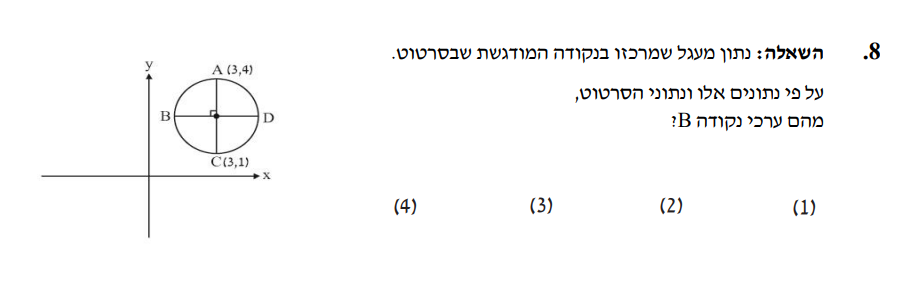 8. השאלה: נתון מעגל שמרכזו בנקודה המודגשת שבסרטוט.
על פי נתונים אלו ונתוני הסרטוט,
מהם ערכי נקודה B?
(1) (2) (3) (4)
y
A (3,4)
B D
C(3,1)
x